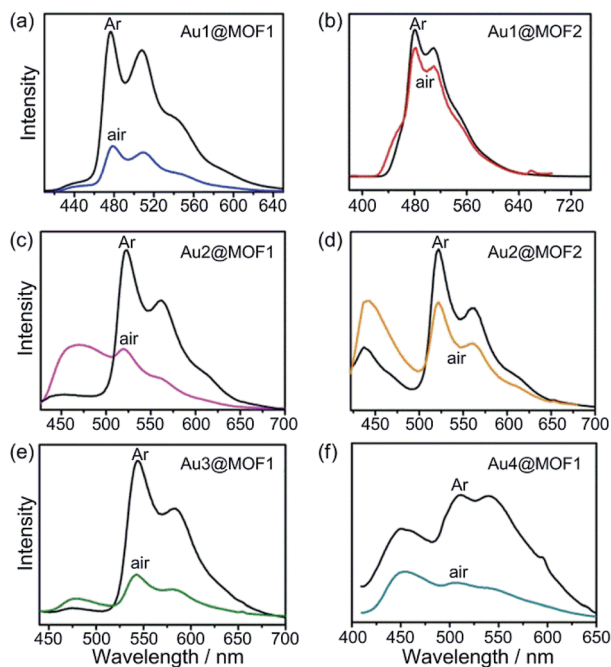 (a) Ar Au1@MOF1
air
Intensity
440 480 520 560 600 640
(b) Ar Au1@MOF2
air
400 480 560 640 720
(c) Ar Au2@MOF1
air
Intensity
450 500 550 600 650 700
(d) Ar Au2@MOF2
air
450 500 550 600 650 700
(e) Ar Au3@MOF1
air
Intensity
450 500 550 600 650 700
Wavelength / nm
(f) Ar Au4@MOF1
air
400 450 500 550 600 650
Wavelength / nm